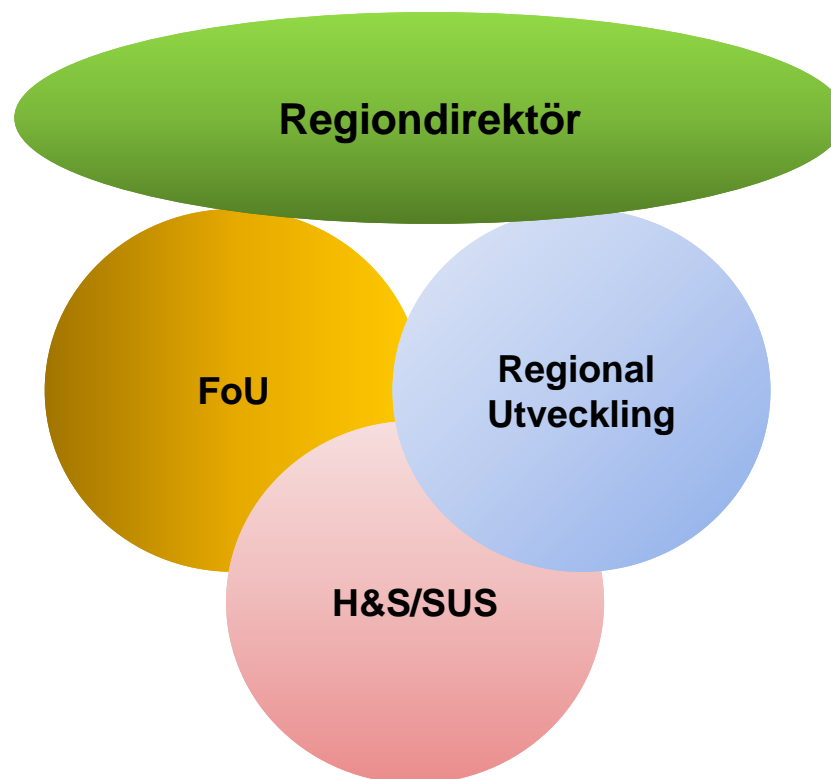 Regiondirektör
FoU
Regional
Utveckling
H&S/SUS